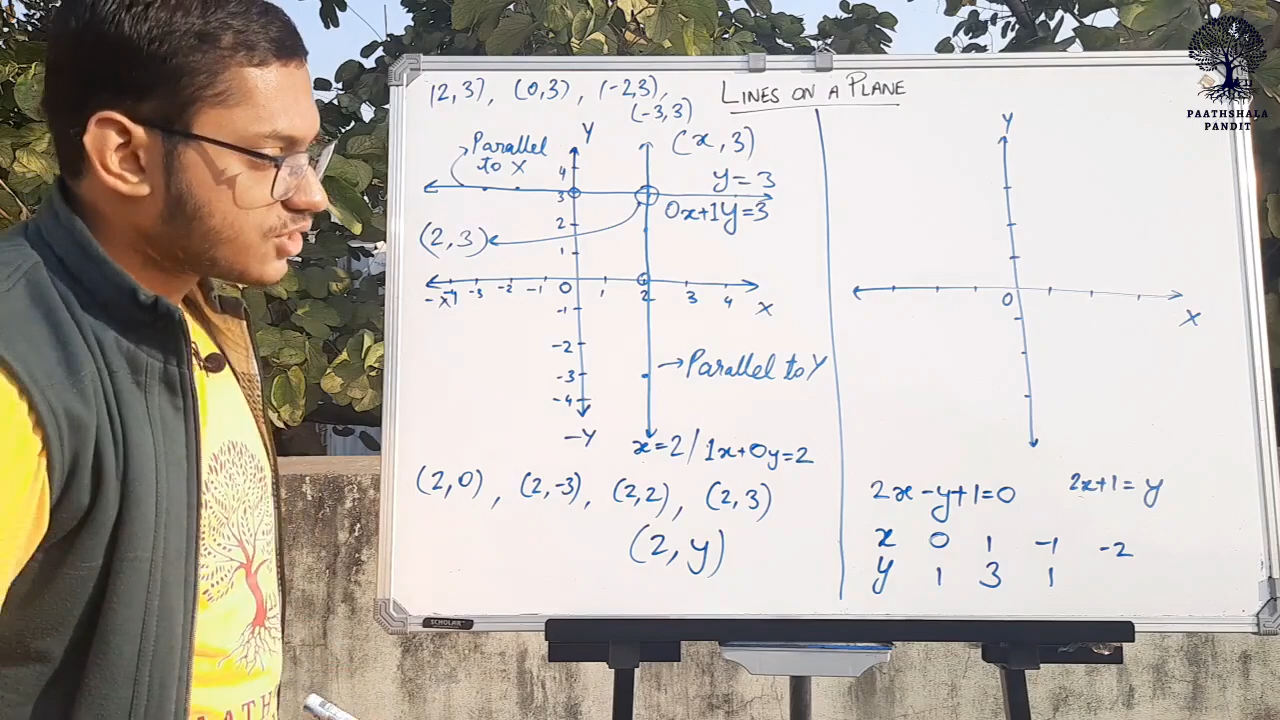 LINES ON A PLANE
(2,3), (0,3), (-2,3),
(-3,3)
Parallel
to X
Y
4
3
2
1
(x,3)
y=3
0x+1y=3
(2,3)
-4 -3 -2 -1 0 1 2 3 4
-X
X
-1
-2
-3
-4
-Y
Parallel to Y
x=2/1x+0y=2
(2,0), (2,-3), (2,2), (2,3)
(2,y)
Y
0
X
2x-y+1=0 2x+1=y
x 0 1 -1 -2
y 1 3 1
SCHOLAR
PAATHSHALA
PANDIT